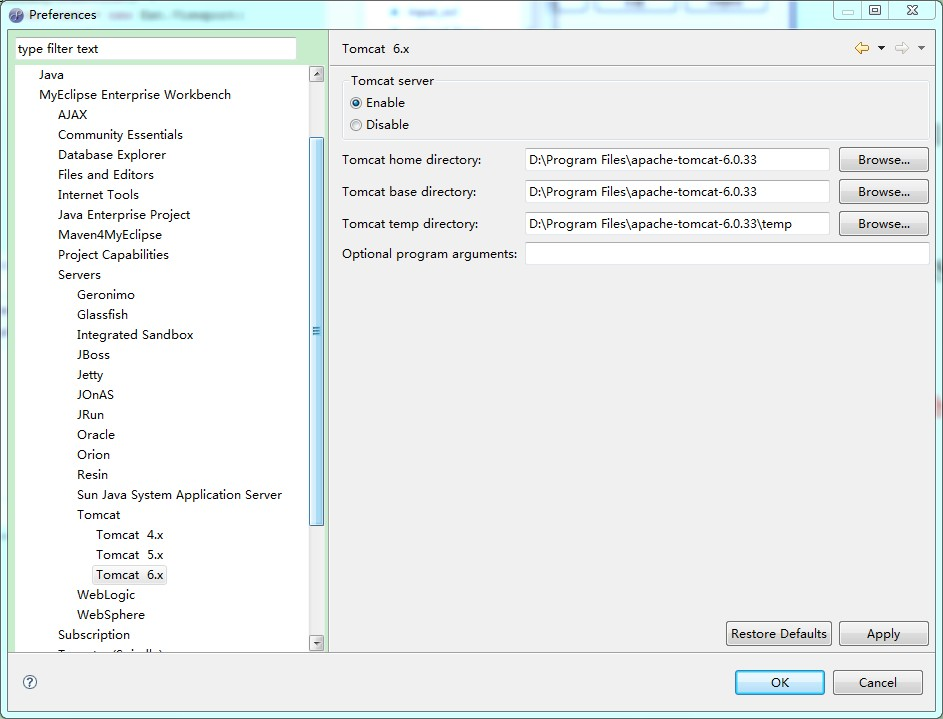 Preferences
type filter text
Java
MyEclipse Enterprise Workbench
AJAX
Community Essentials
Database Explorer
Files and Editors
Internet Tools
Java Enterprise Project
Maven4MyEclipse
Project Capabilities
Servers
Geronimo
Glassfish
Integrated Sandbox
JBoss
Jetty
JOnAS
JRun
Oracle
Orion
Resin
Sun Java System Application Server
Tomcat
Tomcat 4.x
Tomcat 5.x
Tomcat 6.x
WebLogic
WebSphere
Subscription
Tomcat 6.x
Tomcat server
Enable
Disable
Tomcat home directory: D:\Program Files\apache-tomcat-6.0.33 Browse...
Tomcat base directory: D:\Program Files\apache-tomcat-6.0.33 Browse...
Tomcat temp directory: D:\Program Files\apache-tomcat-6.0.33\temp Browse...
Optional program arguments:
Restore Defaults Apply
OK Cancel